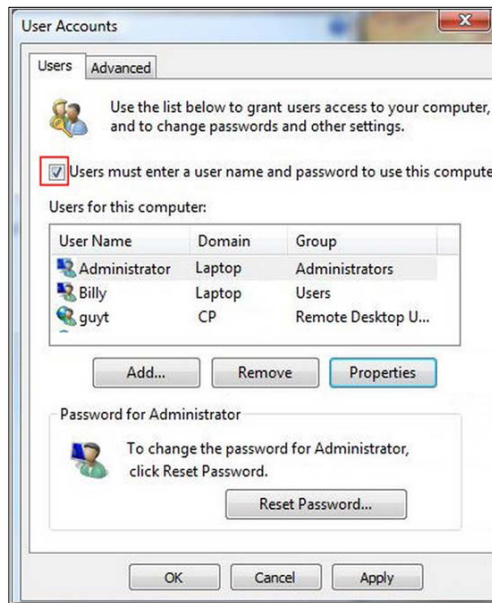 User Accounts
Users
Advanced
Use the list below to grant users access to your computer,
and to change passwords and other settings.
Users must enter a user name and password to use this compute
Users for this computer:
User Name Domain Group
Administrator Laptop Administrators
Billy Laptop Users
guyt CP Remote Desktop U...
Add... Remove Properties
Password for Administrator
To change the password for Administrator,
click Reset Password.
Reset Password...
OK Cancel Apply